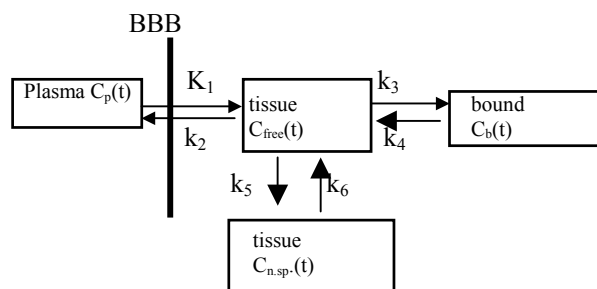 BBB
Plasma Cp(t)
K1
k2
tissue
Cfree(t)
k3
k4
bound
Cb(t)
k5
k6
tissue
Cn.sp.(t)